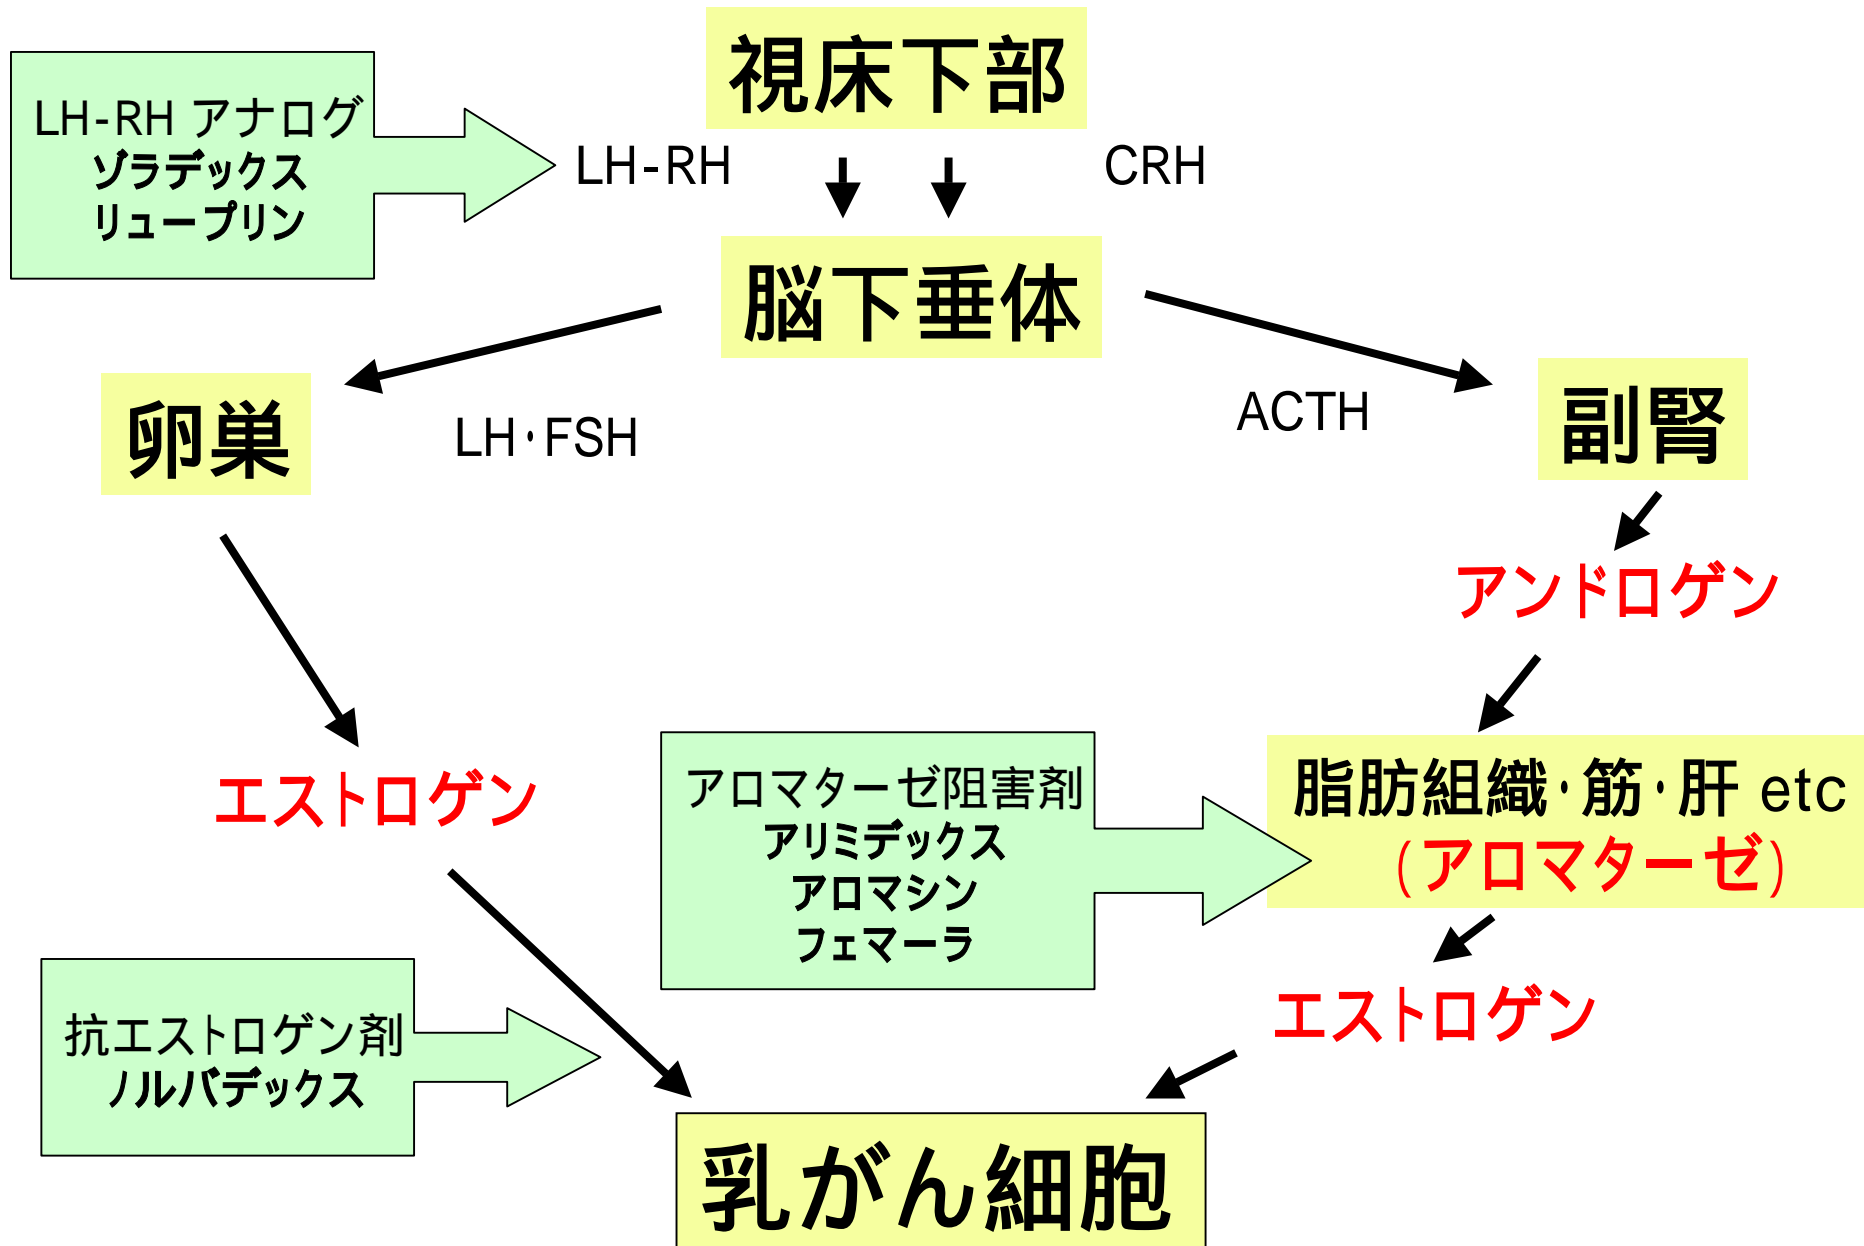 視床下部
LH-RH アナログ
ゾラデックス
リュープリン
LH-RH
CRH
脳下垂体
卵巣
LH･FSH
ACTH
副腎
アンドロゲン
エストロゲン
アロマターゼ阻害剤
アリミデックス
アロマシン
フェマーラ
脂肪組織･筋･肝 etc
(アロマターゼ)
抗エストロゲン剤
ノルバデックス
エストロゲン
乳がん細胞